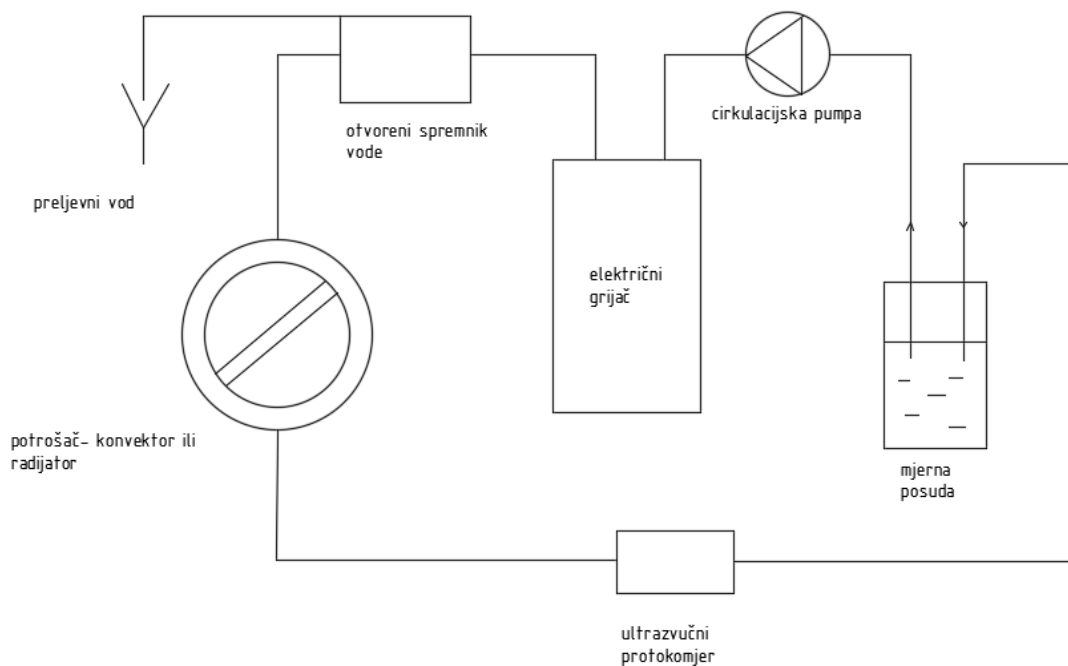 otvoreni spremnik
vode
cirkulacijska pumpa
preljevni vod
električni
grijač
potrošač- konvektor ili
radijator
mjerna
posuda
ultrazvučni
protokomjer